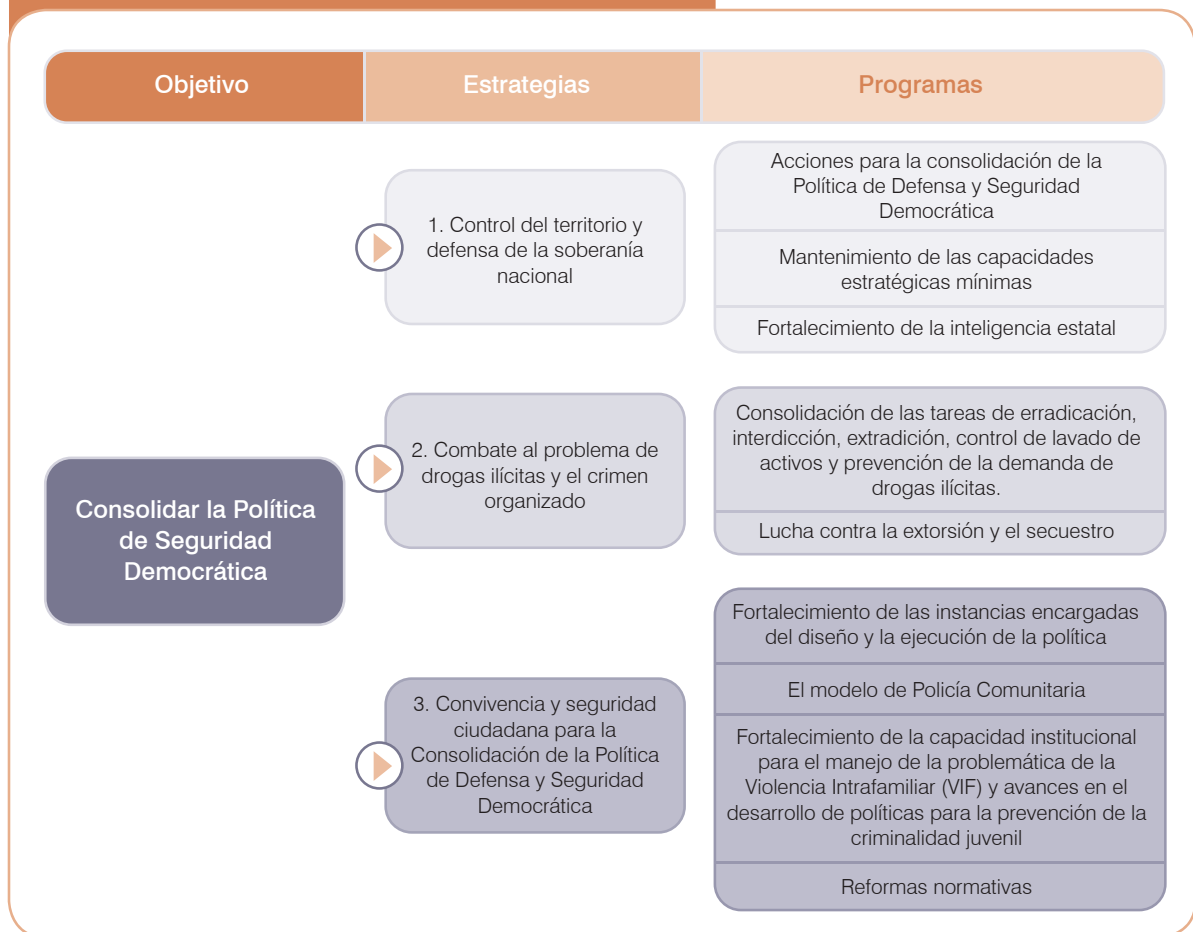 Objetivo
Estrategias
Programas
Consolidar la Política
de Seguridad
Democrática
1. Control del territorio y
defensa de la soberanía
nacional
Acciones para la consolidación de la
Política de Defensa y Seguridad
Democrática
Mantenimiento de las capacidades
estratégicas mínimas
Fortalecimiento de la inteligencia estatal
2. Combate al problema de
drogas ilícitas y el crimen
organizado
Consolidación de las tareas de erradicación,
interdicción, extradición, control de lavado de
activos y prevención de la demanda de
drogas ilícitas.
Lucha contra la extorsión y el secuestro
3. Convivencia y seguridad
ciudadana para la
Consolidación de la Política
de Defensa y Seguridad
Democrática
Fortalecimiento de las instancias encargadas
del diseño y la ejecución de la política
El modelo de Policía Comunitaria
Fortalecimiento de la capacidad institucional
para el manejo de la problemática de la
Violencia Intrafamiliar (VIF) y avances en el
desarrollo de políticas para la prevención de la
criminalidad juvenil
Reformas normativas